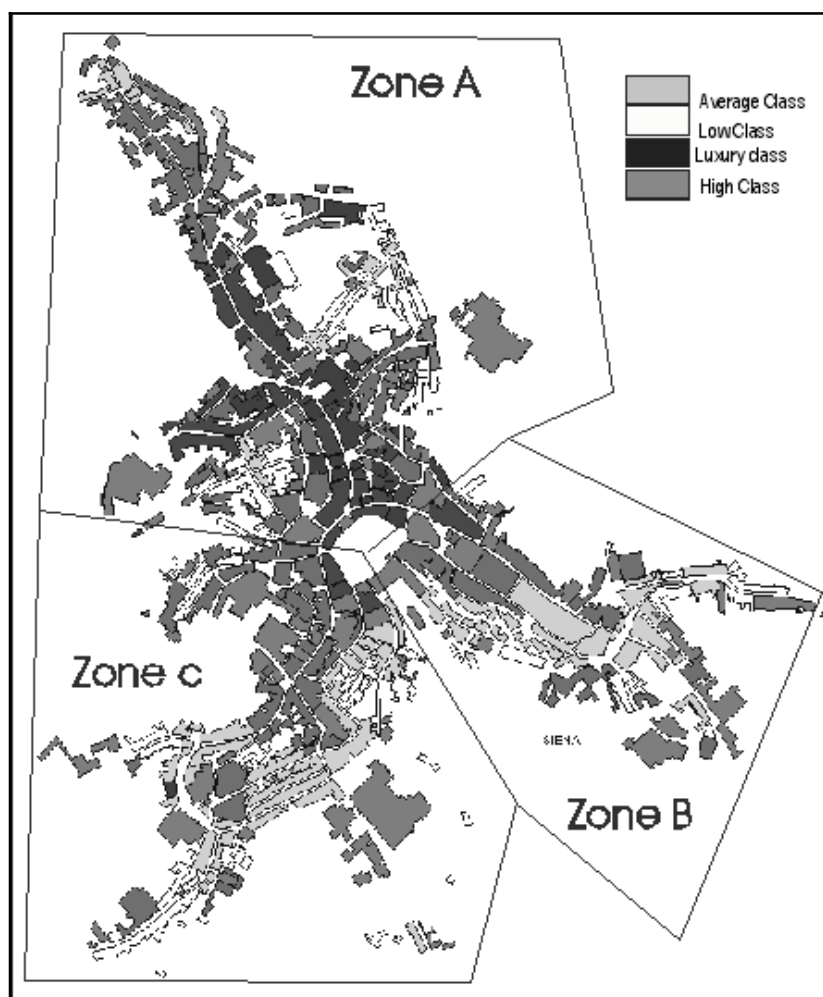 Zone A
Average Class
LowClass
Luxury class
High Class
Zone c
SIENA
Zone B